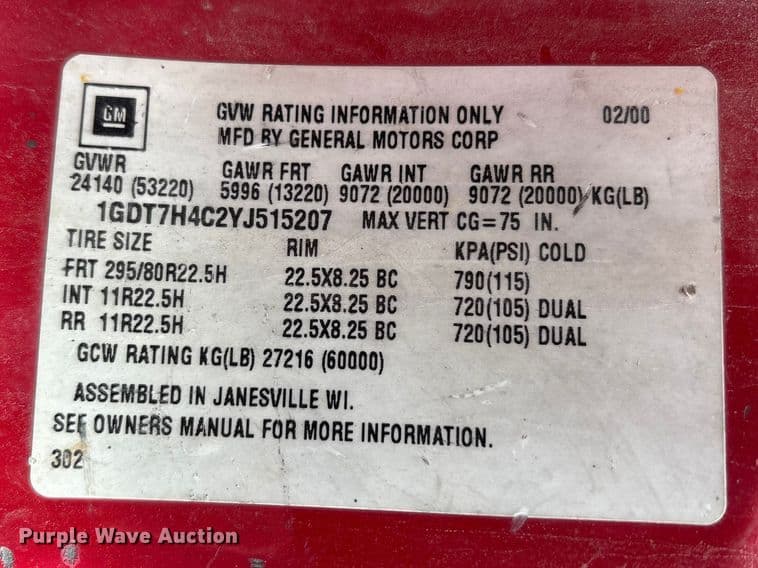 GM
GVW RATING INFORMATION ONLY 02/00
MFD BY GENERAL MOTORS CORP
GVWR GAWR FRT GAWR INT GAWR RR
24140 (53220) 5996 (13220) 9072 (20000) 9072 (20000) KG(LB)
1GDT7H4C2YJ515207 MAX VERT CG=75 IN.
TIRE SIZE RIM KPA(PSI) COLD
FRT 295/80R22.5H 22.5X8.25 BC 790(115)
INT 11R22.5H 22.5X8.25 BC 720(105) DUAL
RR 11R22.5H 22.5X8.25 BC 720(105) DUAL
GCW RATING KG(LB) 27216 (60000)
ASSEMBLED IN JANESVILLE WI.
SEE OWNERS MANUAL FOR MORE INFORMATION.
302
Purple Wave Auction®